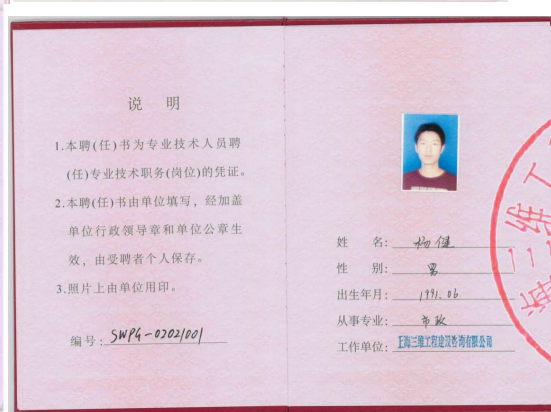 说 明
1.本聘(任)书为专业技术人员聘
(任)专业技术职务(岗位)的凭证。
2.本聘(任)书由单位填写，经加盖
单位行政领导章和单位公章生
效，由受聘者个人保存。
3.照片上由单位用印。
编号：SWPG-02021001
姓 名：杨健
性 别：男
出生年月：1991.06
从事专业：市政
工作单位：上海三维工程建设咨询有限公司
海三维工